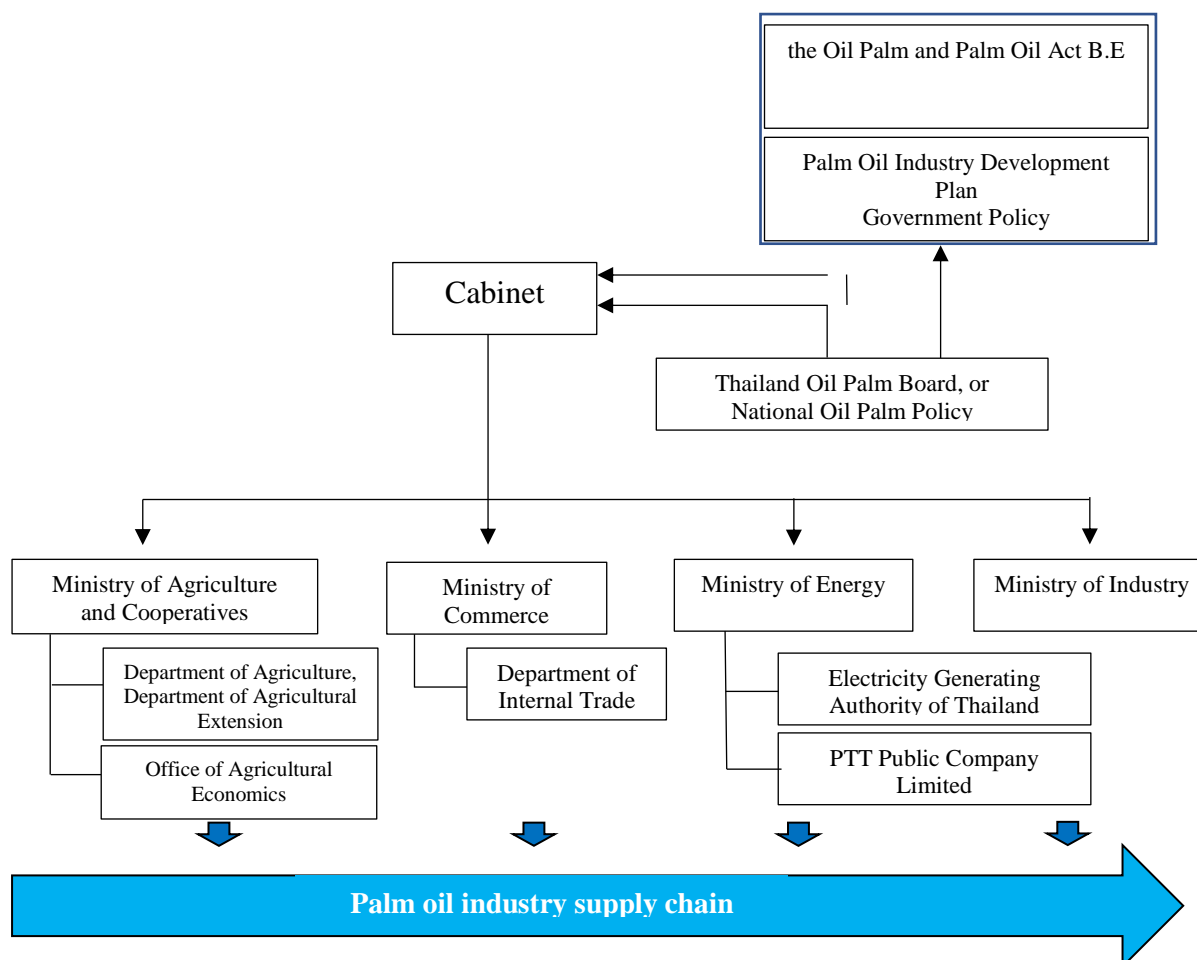 the Oil Palm and Palm Oil Act B.E
Palm Oil Industry Development
Plan
Government Policy
Cabinet
Thailand Oil Palm Board, or
National Oil Palm Policy
Ministry of Agriculture
and Cooperatives
Ministry of
Commerce
Ministry of Energy
Ministry of Industry
Department of Agriculture,
Department of Agricultural
Extension
Department of
Internal Trade
Electricity Generating
Authority of Thailand
Office of Agricultural
Economics
PTT Public Company
Limited
Palm oil industry supply chain